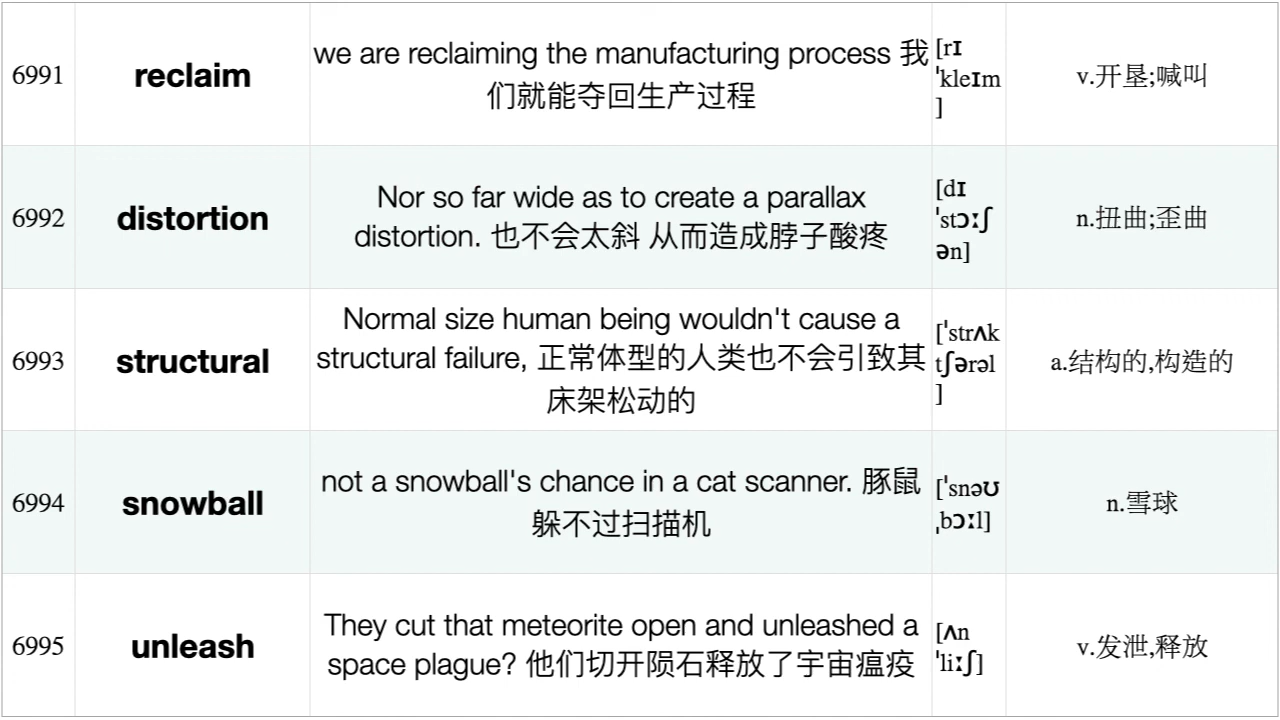 6991 reclaim we are reclaiming the manufacturing process 我 [rɪ
们就能夺回生产过程 ˈkleɪm v.开垦;喊叫
]
6992 distortion Nor so far wide as to create a parallax [dɪ
distortion. 也不会太斜 从而造成脖子酸疼 ˈstɔːʃ n.扭曲;歪曲
ən]
6993 structural Normal size human being wouldn't cause a [ˈstrʌk
structural failure, 正常体型的人类也不会引致其 tʃərəl a.结构的,构造的
床架松动的 ]
6994 snowball not a snowball's chance in a cat scanner. 豚鼠 [ˈsnəʊ
躲不过扫描机 ˌbɔːl] n.雪球
6995 unleash They cut that meteorite open and unleashed a [ʌn
space plague? 他们切开陨石释放了宇宙瘟疫 ˈliːʃ] v.发泄,释放